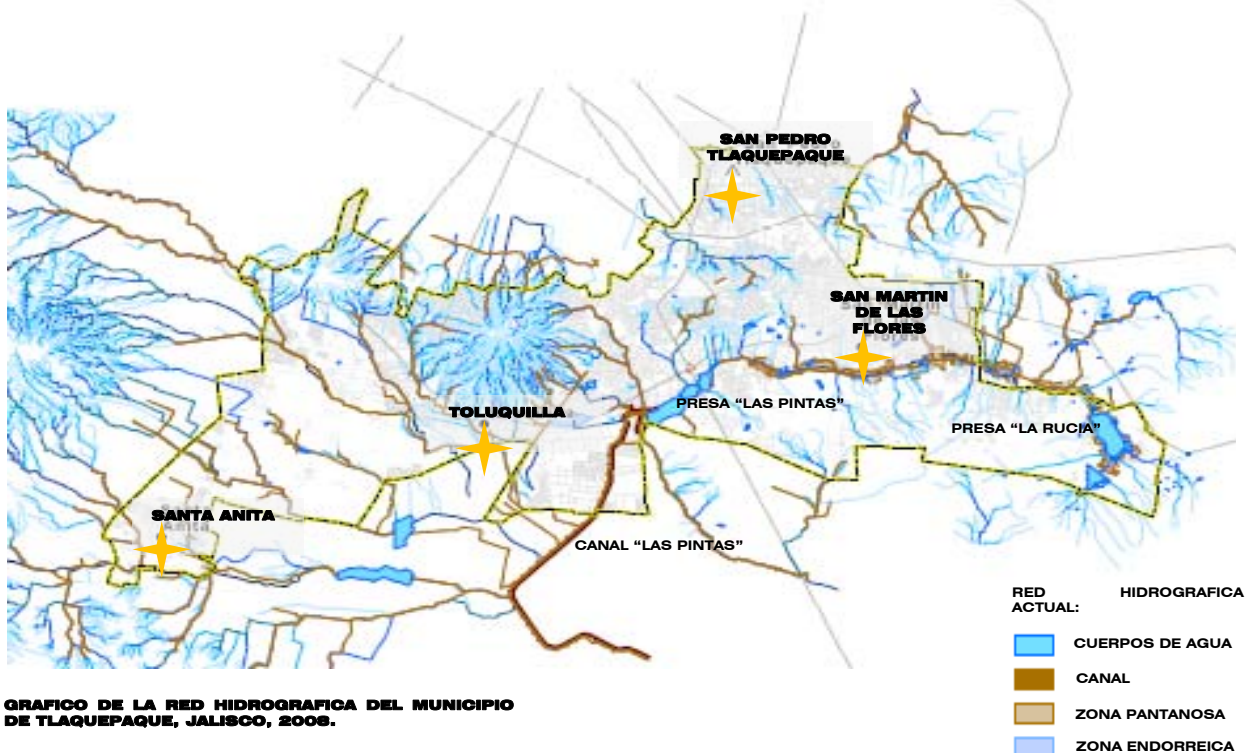 SAN PEDRO
TLAQUEPAQUE
SAN MARTIN
DE LAS
FLORES
PRESA “LAS PINTAS”
TOLUQUILLA
PRESA “LA RUCIA”
SANTA ANITA
CANAL “LAS PINTAS”
RED HIDROGRAFICA
ACTUAL:
CUERPOS DE AGUA
CANAL
ZONA PANTANOSA
ZONA ENDORREICA
GRAFICO DE LA RED HIDROGRAFICA DEL MUNICIPIO
DE TLAQUEPAQUE, JALISCO, 2008.